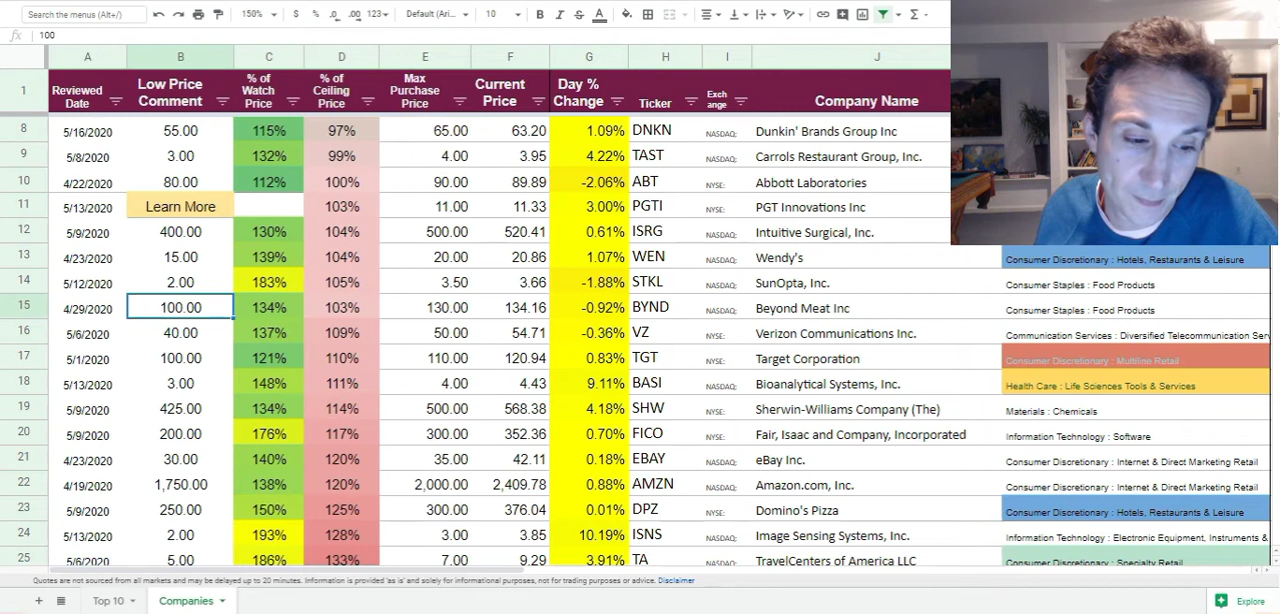 Search the menus (Alt+/) 150% $ % .0 .00 123 Default (Ari... 10 B I S A
fx 100
A B C D E F G H I J
1 Reviewed Date Low Price Comment % of Watch Price % of Ceiling Price Max Purchase Price Current Price Day % Change Ticker Exch ange Company Name
8 5/16/2020 55.00 115% 97% 65.00 63.20 1.09% DNKN NASDAQ: Dunkin' Brands Group Inc
9 5/8/2020 3.00 132% 99% 4.00 3.95 4.22% TAST NASDAQ: Carrols Restaurant Group, Inc.
10 4/22/2020 80.00 112% 100% 90.00 89.89 -2.06% ABT NYSE: Abbott Laboratories
11 5/13/2020 Learn More 103% 11.00 11.33 3.00% PGTI NYSE: PGT Innovations Inc
12 5/9/2020 400.00 130% 104% 500.00 520.41 0.61% ISRG NASDAQ: Intuitive Surgical, Inc.
13 4/23/2020 15.00 139% 104% 20.00 20.86 1.07% WEN NASDAQ: Wendy's Consumer Discretionary : Hotels, Restaurants & Leisure
14 5/12/2020 2.00 183% 105% 3.50 3.66 -1.88% STKL NASDAQ: SunOpta, Inc. Consumer Staples : Food Products
15 4/29/2020 100.00 134% 103% 130.00 134.16 -0.92% BYND NASDAQ: Beyond Meat Inc Consumer Staples : Food Products
16 5/6/2020 40.00 137% 109% 50.00 54.71 -0.36% VZ NYSE: Verizon Communications Inc. Communication Services : Diversified Telecommunication Serv
17 5/1/2020 100.00 121% 110% 110.00 120.94 0.83% TGT NYSE: Target Corporation Consumer Discretionary : Multiline Retail
18 5/13/2020 3.00 148% 111% 4.00 4.43 9.11% BASI NASDAQ: Bioanalytical Systems, Inc. Health Care : Life Sciences Tools & Services
19 5/9/2020 425.00 134% 114% 500.00 568.38 4.18% SHW NYSE: Sherwin-Williams Company (The) Materials : Chemicals
20 5/9/2020 200.00 176% 117% 300.00 352.36 0.70% FICO NYSE: Fair, Isaac and Company, Incorporated Information Technology : Software
21 4/23/2020 30.00 140% 120% 35.00 42.11 0.18% EBAY NASDAQ: eBay Inc. Consumer Discretionary : Internet & Direct Marketing Retail
22 4/19/2020 1,750.00 138% 120% 2,000.00 2,409.78 0.88% AMZN NASDAQ: Amazon.com, Inc. Consumer Discretionary : Internet & Direct Marketing Retail
23 5/9/2020 250.00 150% 125% 300.00 376.04 0.01% DPZ NYSE: Domino's Pizza Consumer Discretionary : Hotels, Restaurants & Leisure
24 5/13/2020 2.00 193% 128% 3.00 3.85 10.19% ISNS NASDAQ: Image Sensing Systems, Inc. Information Technology : Electronic Equipment, Instruments &
25 5/6/2020 5.00 186% 133% 7.00 9.29 3.91% TA NASDAQ: TravelCenters of America LLC Consumer Discretionary : Specialty Retail
Quotes are not sourced from all markets and may be delayed up to 20 minutes. Information is provided 'as is' and solely for informational purposes, not for trading purposes or advice. Disclaimer
+ Top 10 Companies Explore